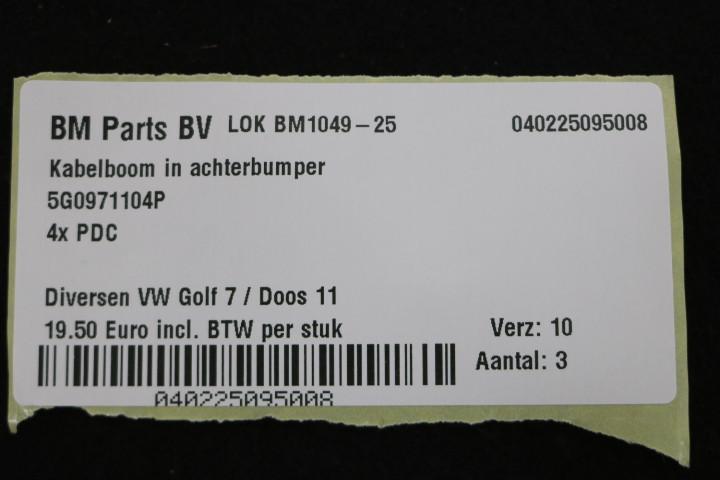 BM Parts BV LOK BM1049-25 040225095008
Kabelboom in achterbumper
5G0971104P
4x PDC
Diversen VW Golf 7 / Doos 11
19.50 Euro incl. BTW per stuk Verz: 10
Aantal: 3
040225095008